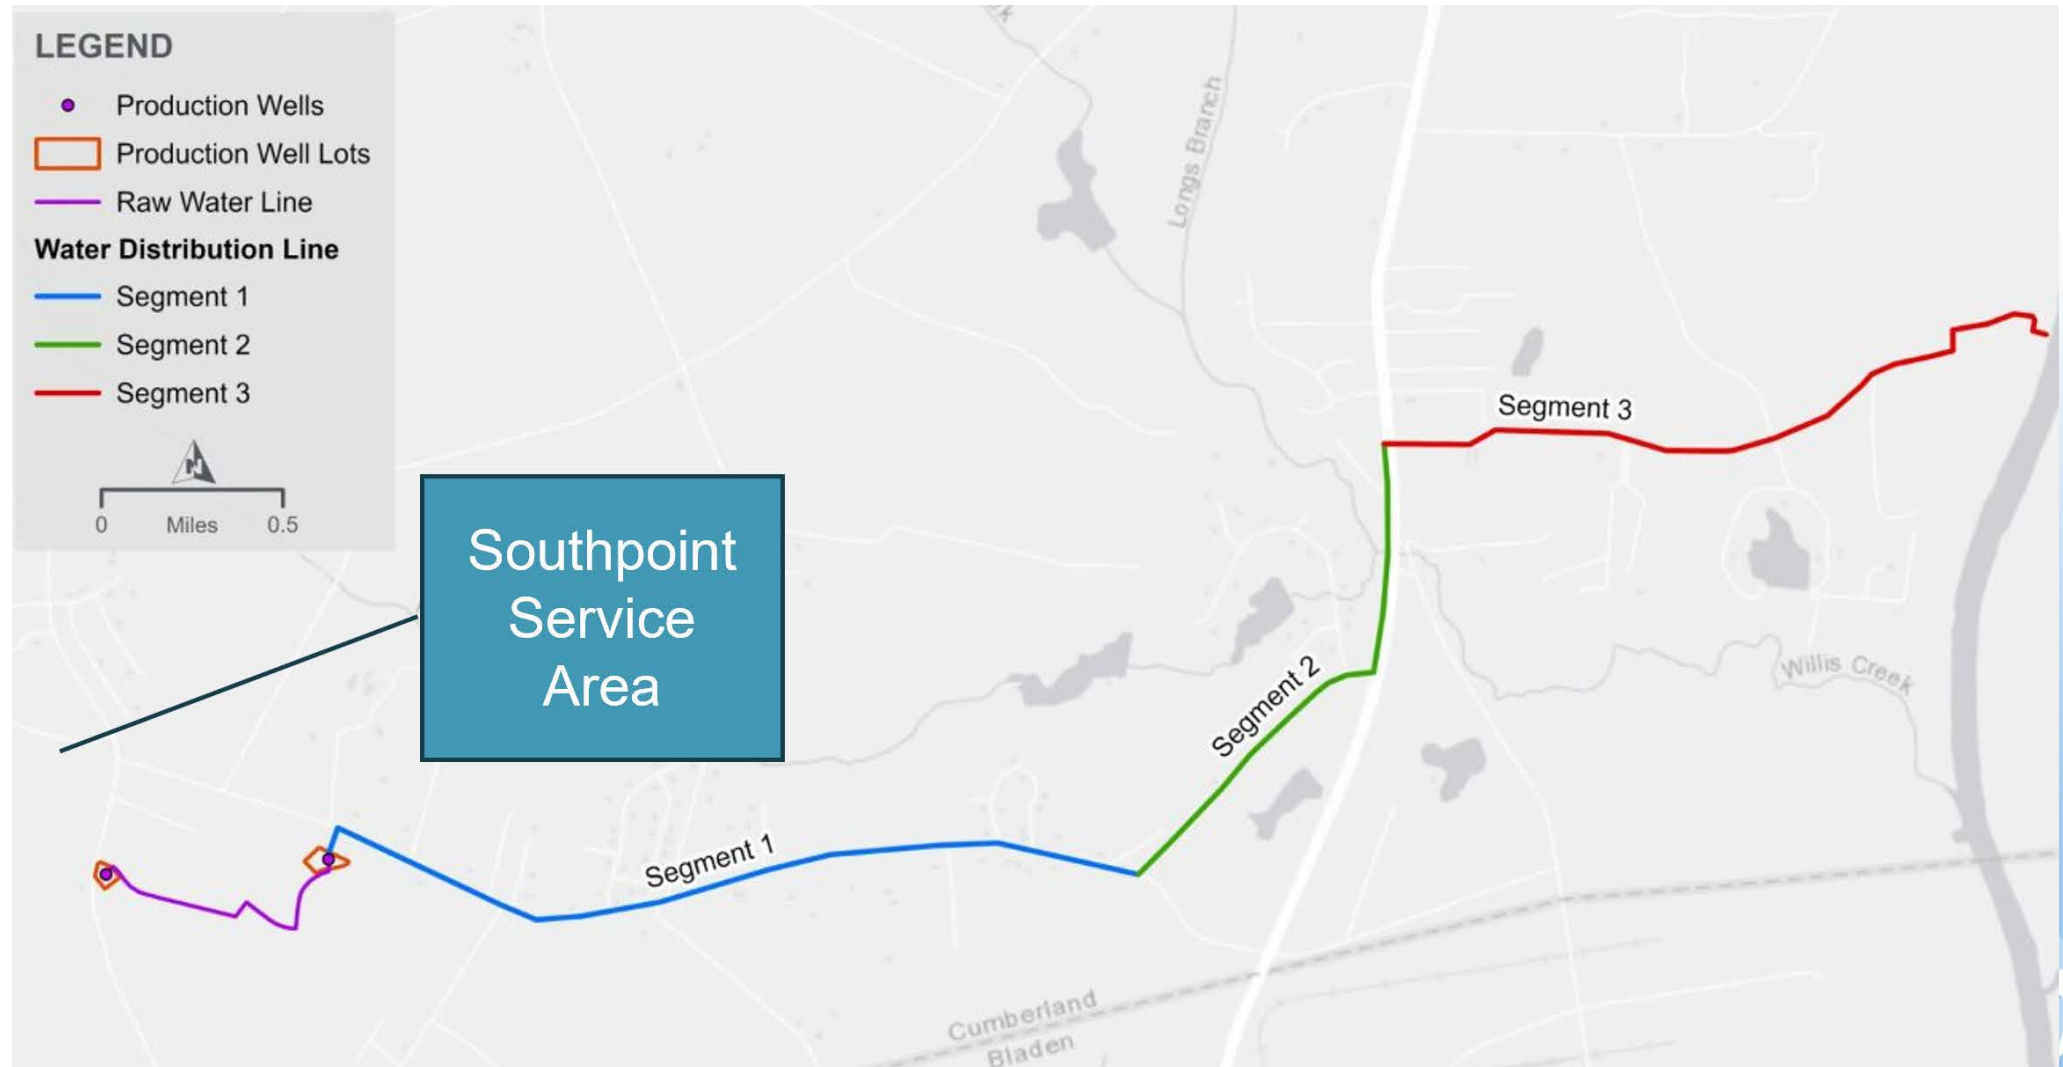 LEGEND
Production Wells
Production Well Lots
Raw Water Line
Water Distribution Line
Segment 1
Segment 2
Segment 3
N
0 Miles 0.5
Southpoint
Service
Area
Longs Branch
Segment 3
Segment 2
Willis Creek
Segment 1
Cumberland
Bladen